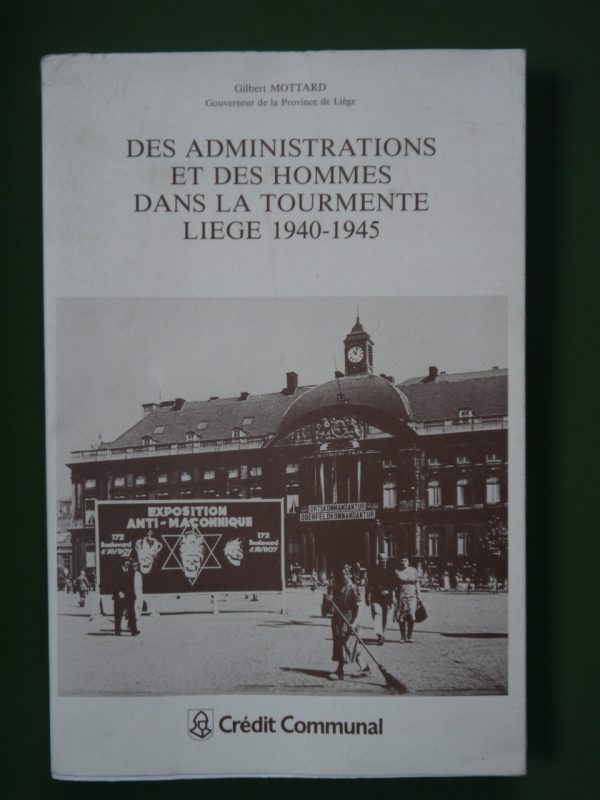 Gilbert MOTTARD
Gouverneur de la Province de Liège
DES ADMINISTRATIONS
ET DES HOMMES
DANS LA TOURMENTE
LIEGE 1940-1945
EXPOSITION
ANTI-MAÇONNIQUE
172
Boulevard
d'AVROY
172
Boulevard
d'AVROY
ORTSKOMMANDANTUR
OBERFELDKOMMANDANTUR
Crédit Communal